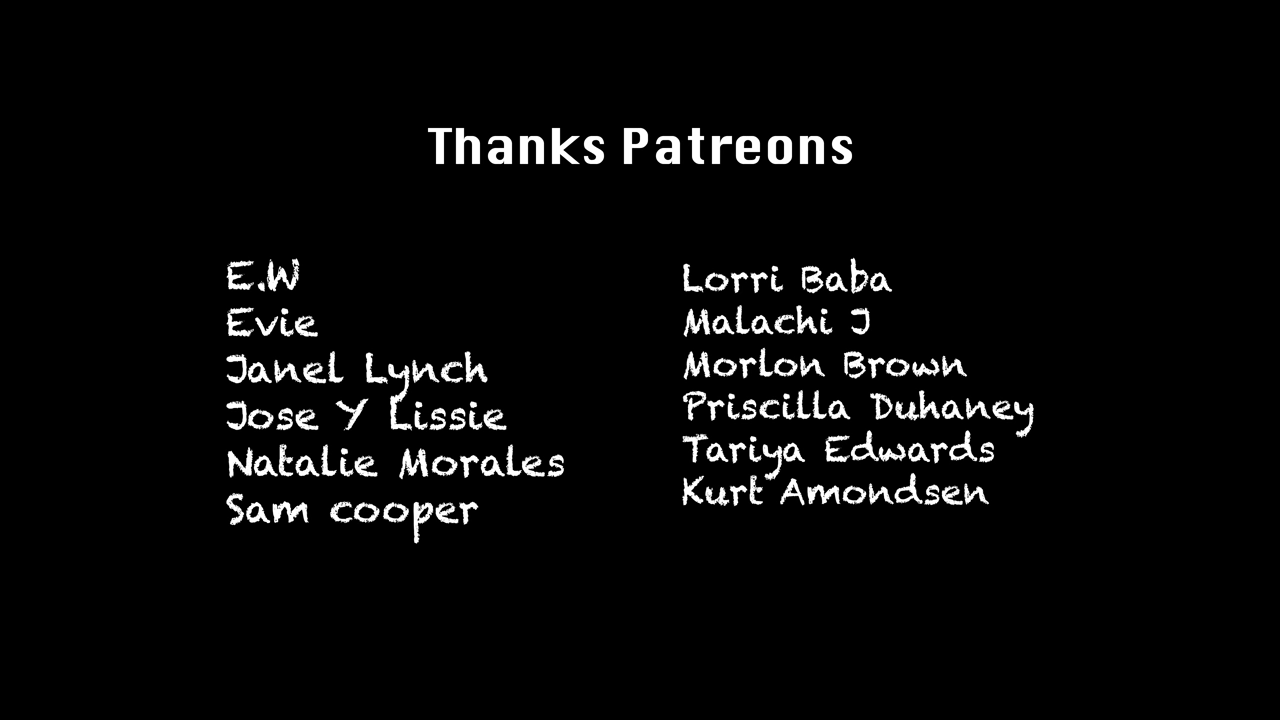 Thanks Patreons
E.W
Evie
Janel Lynch
Jose Y Lissie
Natalie Morales
Sam cooper
Lorri Baba
Malachi J
Morlon Brown
Priscilla Duhaney
Tariya Edwards
Kurt Amondsen